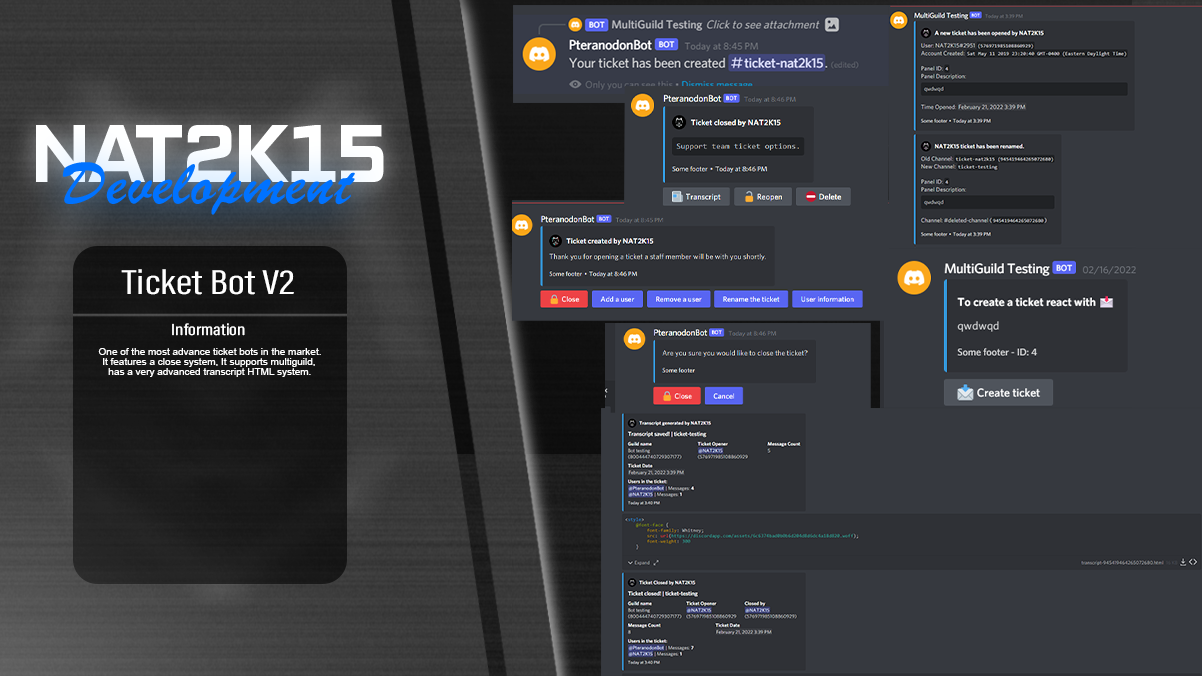 NAT2K15
Development
Ticket Bot V2
Information
One of the most advance ticket bots in the market.
It features a close system, It supports multiguild,
has a very advanced transcript HTML system.
BOT MultiGuild Testing Click to see attachment
PteranodonBot BOT Today at 8:45 PM
Your ticket has been created #ticket-nat2k15. (edited)
Only you can see this • Dismiss message
PteranodonBot BOT Today at 8:46 PM
Ticket closed by NAT2K15
Support team ticket options.
Some footer • Today at 8:46 PM
Transcript Reopen Delete
PteranodonBot BOT Today at 8:45 PM
Ticket created by NAT2K15
Thank you for opening a ticket a staff member will be with you shortly.
Some footer • Today at 8:46 PM
Close Add a user Remove a user Rename the ticket User information
PteranodonBot BOT Today at 8:46 PM
Are you sure you would like to close the ticket?
Some footer
Close Cancel
MultiGuild Testing BOT Today at 3:39 PM
A new ticket has been opened by NAT2K15
User: NAT2K15#2951 (576971985108860929)
Account Created: Sat May 11 2019 23:20:40 GMT-0400 (Eastern Daylight Time)
Panel ID: 4
Panel Description:
qwdwqd
Time Opened: February 21, 2022 3:39 PM
Some footer • Today at 3:39 PM
NAT2K15 ticket has been renamed.
Old Channel: ticket-nat2k15 (945419464265072680)
New Channel: ticket-testing
Panel ID: 4
Panel Description:
qwdwqd
Channel: #deleted-channel (945419464265072680)
Some footer • Today at 3:39 PM
MultiGuild Testing BOT 02/16/2022
To create a ticket react with
qwdwqd
Some footer - ID: 4
Create ticket
Transcript generated by NAT2K15
Transcript saved! | ticket-testing
Guild name Ticket Opener Message Count
Bot testing @NAT2K15 5
(800444740729307177) (576971985108860929
Ticket Date
February 21, 2022 3:39 PM
Users in the ticket:
@PteranodonBot | Messages: 4
@NAT2K15 | Messages: 1
Today at 3:40 PM
<style>
@font-face {
font-family: Whitney;
font-weight: 300
}
Expand
transcript-945419464265072680.html
Ticket Closed by NAT2K15
Ticket closed! | ticket-testing
Guild name Ticket Opener Closed by
Bot testing @NAT2K15 @NAT2K15
(800444740729307177) (576971985108860929 (576971985108860929)
Message Count Ticket Date
8 February 21, 2022 3:39 PM
Users in the ticket:
@PteranodonBot | Messages: 7
@NAT2K15 | Messages: 1
Today at 3:40 PM